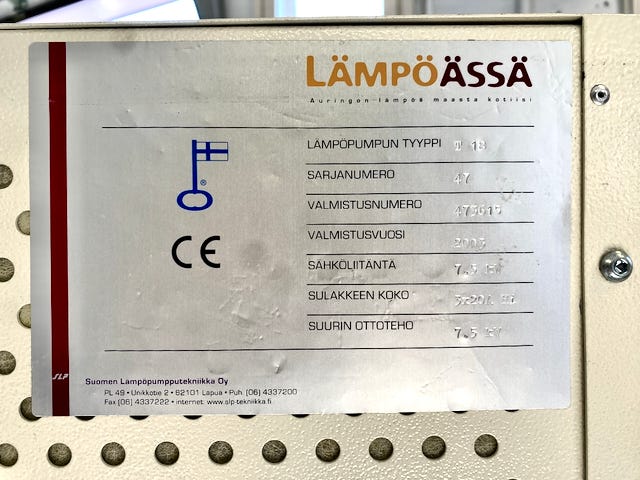 LÄMPÖÄSSÄ
Auringon lämpöä maasta kotiisi
LÄMPÖPUMPUN TYYPPI
SARJANUMERO 47
VALMISTUSNUMERO
VALMISTUSVUOSI
SÄHKÖLIITÄNTÄ
SULAKKEEN KOKO
SUURIN OTTOTEHO
®
CE
SLP
Suomen Lämpöpumpputekniikka Oy
PL 49 • Unikkotie 2 • 62101 Lapua • Puh. (06) 4337200
Fax (06) 4337222 • internet: www.slp-tekniikka.fi